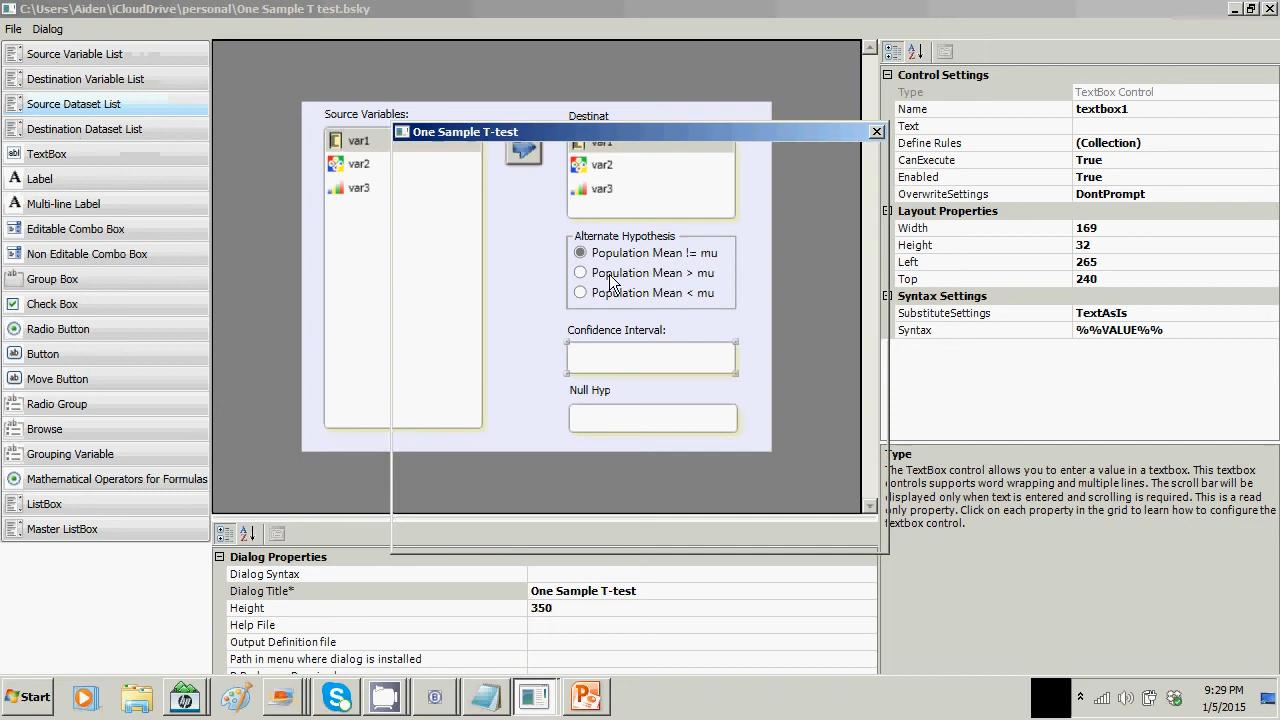 C:\Users\Aiden\iCloudDrive\personal\One Sample T test.bsky
File Dialog
Source Variable List
Destination Variable List
Source Dataset List
Destination Dataset List
TextBox
Label
Multi-line Label
Editable Combo Box
Non Editable Combo Box
Group Box
Check Box
Radio Button
Button
Move Button
Radio Group
Browse
Grouping Variable
Mathematical Operators for Formulas
ListBox
Master ListBox
Source Variables:
var1
var2
var3
One Sample T-test
Destinat
var1
var2
var3
Alternate Hypothesis
Population Mean != mu
Population Mean > mu
Population Mean < mu
Confidence Interval:
Null Hyp
Dialog Properties
Dialog Syntax
Dialog Title* One Sample T-test
Height 350
Help File
Output Definition file
Path in menu where dialog is installed
Control Settings
Type TextBox Control
Name textbox1
Text
Define Rules (Collection)
CanExecute True
Enabled True
OverwriteSettings DontPrompt
Layout Properties
Width 169
Height 32
Left 265
Top 240
Syntax Settings
SubstituteSettings TextAsIs
Syntax %%VALUE%%
Type
The TextBox control allows you to enter a value in a textbox. This textbox
controls supports word wrapping and multiple lines. The scroll bar will be
displayed only when text is entered and scrolling is required. This is a read
only property. Click on each property in the grid to learn how to configure the
textbox control.
Start
9:29 PM
1/5/2015